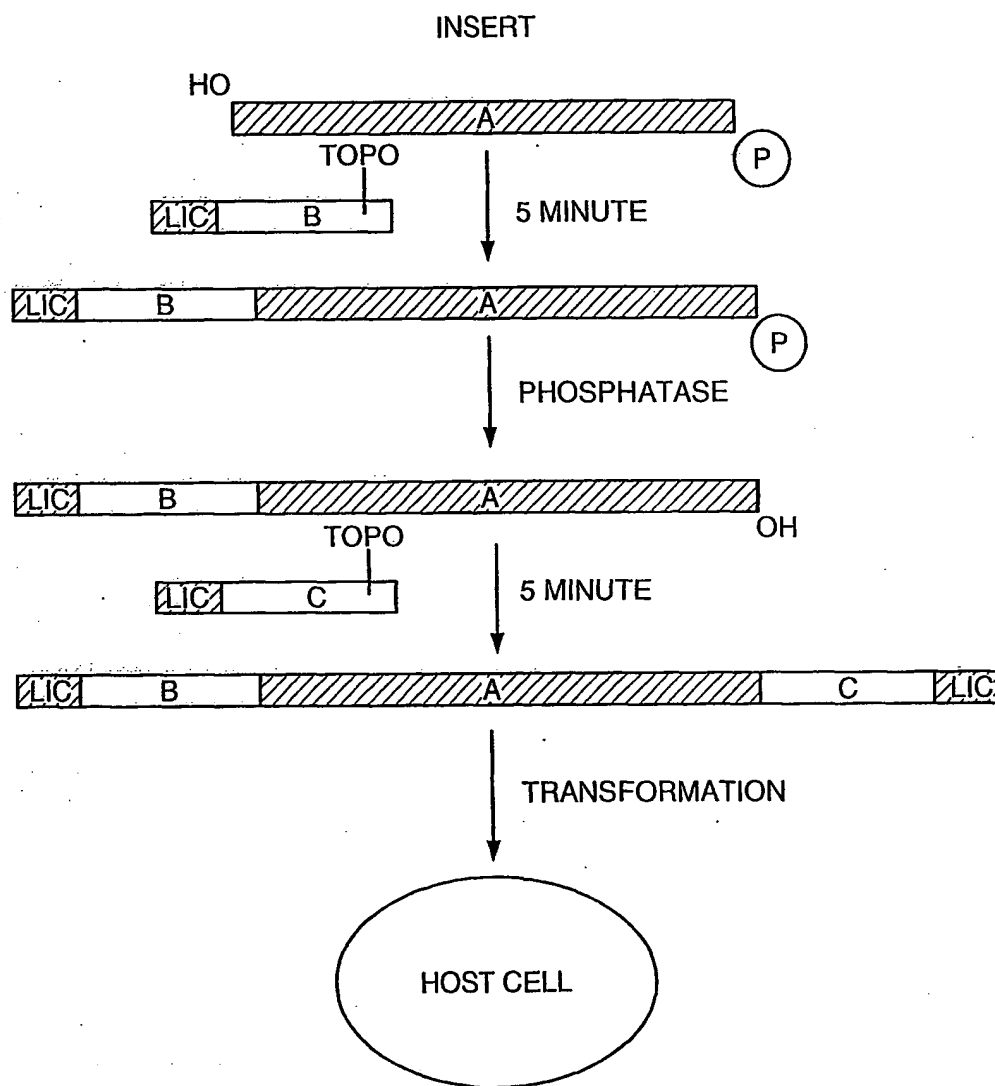 INSERT
HO
A
P
TOPO
LIC B
5 MINUTE
LIC B A
P
PHOSPHATASE
LIC B A
OH
TOPO
LIC C
5 MINUTE
LIC B A C LIC
TRANSFORMATION
HOST CELL